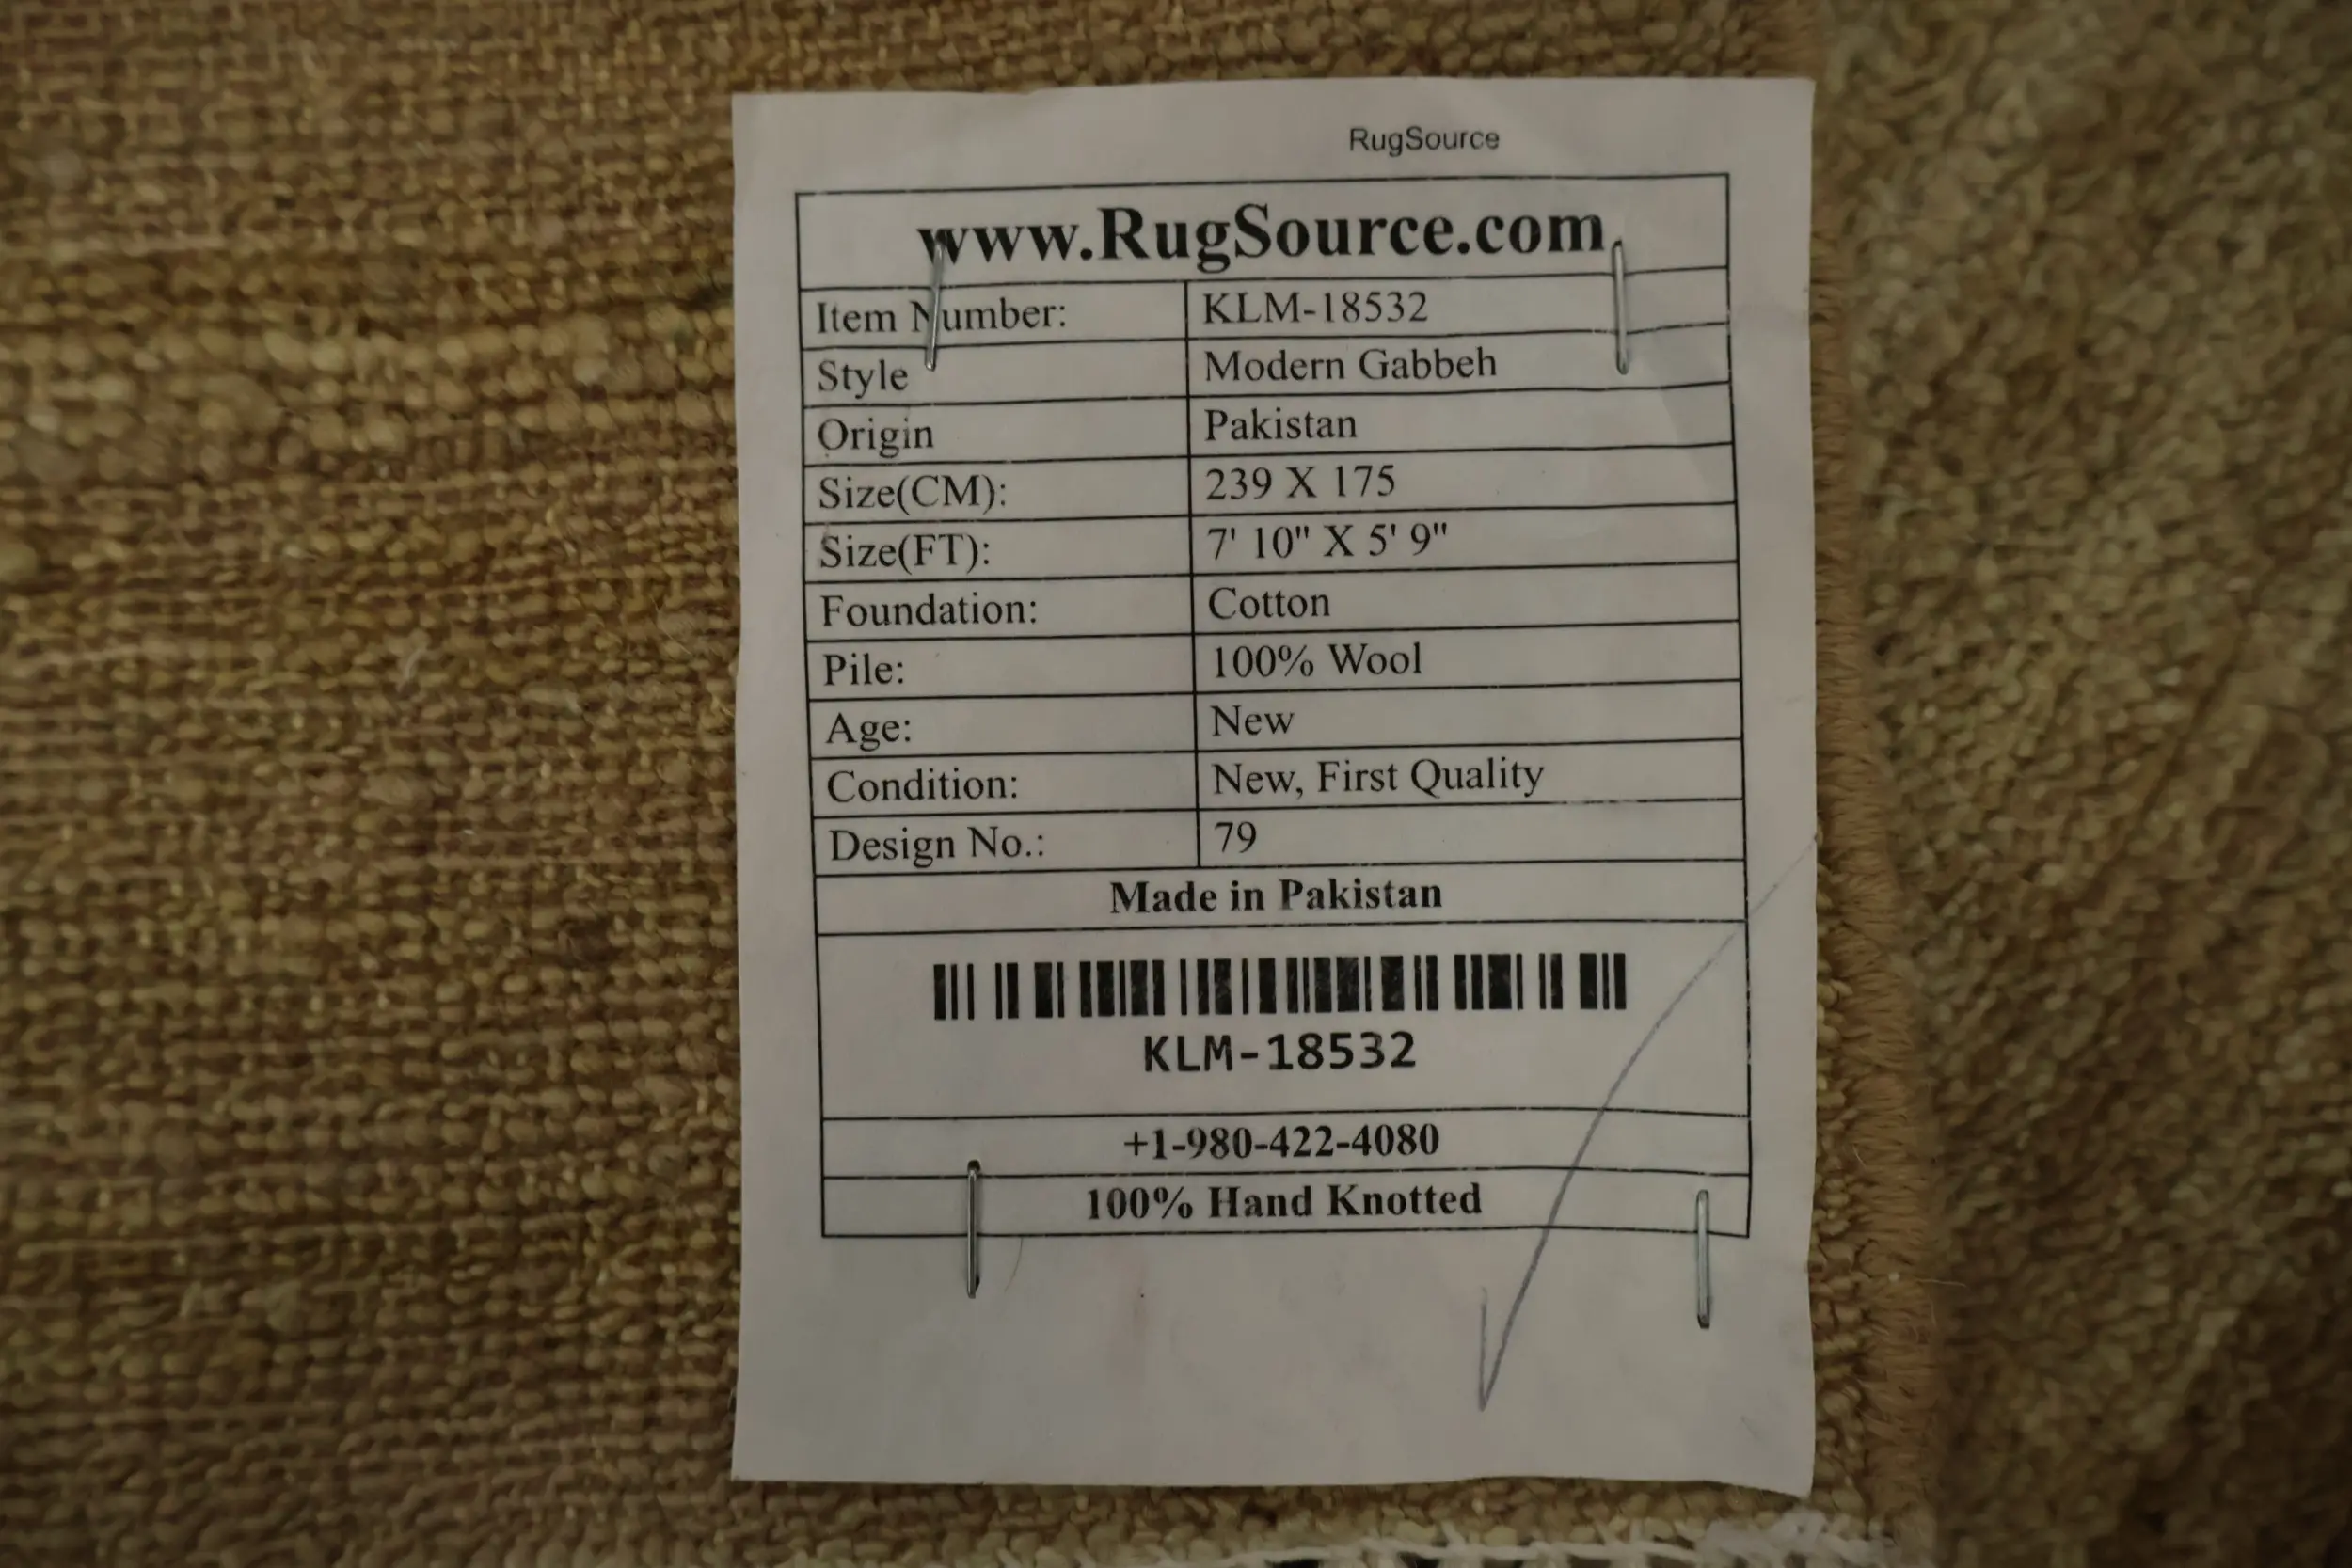 RugSource
www.RugSource.com
Item Number: KLM-18532
Style Modern Gabbeh
Origin Pakistan
Size(CM): 239 X 175
Size(FT): 7' 10" X 5' 9"
Foundation: Cotton
Pile: 100% Wool
Age: New
Condition: New, First Quality
Design No.: 79
Made in Pakistan
KLM-18532
+1-980-422-4080
100% Hand Knotted